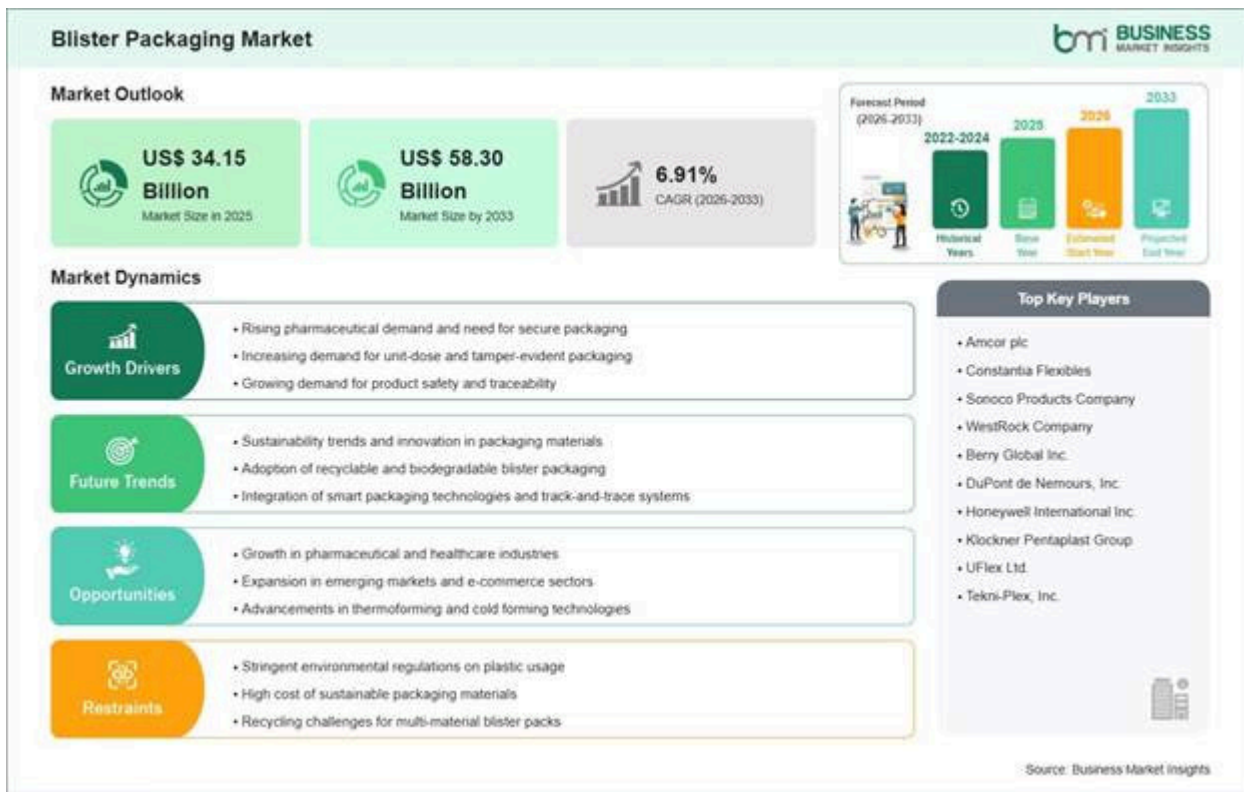 Blister Packaging Market
bmi BUSINESS
MARKET INSIGHTS
Market Outlook
US$ 34.15
Billion
Market Size in 2025
US$ 58.30
Billion
Market Size by 2033
6.91%
CAGR (2026-2033)
Forecast Period
(2026-2033)
2022-2024
2025
2026
2033
Historical
Years
Base
Year
Estimated
Start Year
Projected
End Year
Market Dynamics
Growth Drivers
• Rising pharmaceutical demand and need for secure packaging
• Increasing demand for unit-dose and tamper-evident packaging
• Growing demand for product safety and traceability
Future Trends
• Sustainability trends and innovation in packaging materials
• Adoption of recyclable and biodegradable blister packaging
• Integration of smart packaging technologies and track-and-trace systems
Opportunities
• Growth in pharmaceutical and healthcare industries
• Expansion in emerging markets and e-commerce sectors
• Advancements in thermoforming and cold forming technologies
Restraints
• Stringent environmental regulations on plastic usage
• High cost of sustainable packaging materials
• Recycling challenges for multi-material blister packs
Top Key Players
• Amcor plc
• Constantia Flexibles
• Sonoco Products Company
• WestRock Company
• Berry Global Inc.
• DuPont de Nemours, Inc.
• Honeywell International Inc.
• Klockner Pentaplast Group
• UFlex Ltd.
• Tekni-Plex, Inc.
Source: Business Market Insights